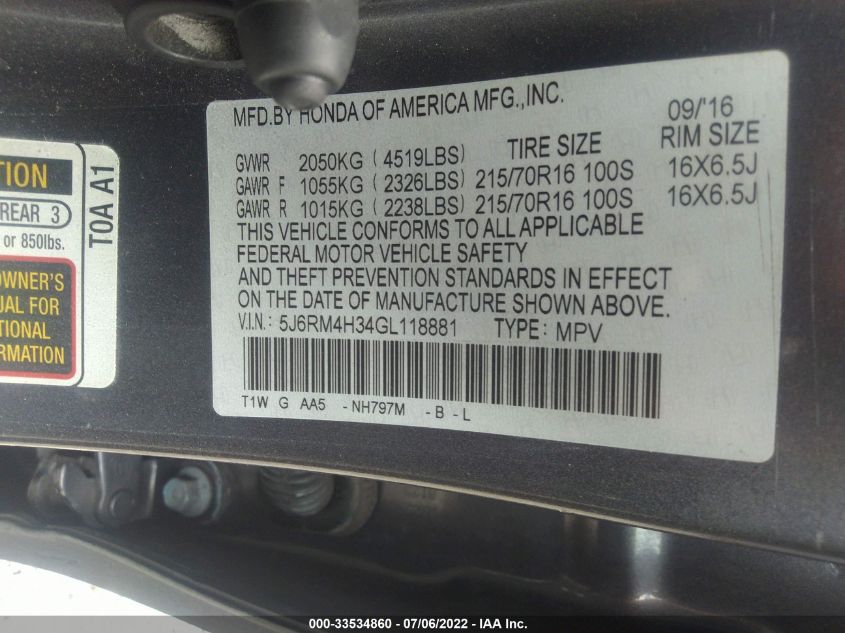 MFD.BY HONDA OF AMERICA MFG.,INC. 09/'16
TIRE SIZE RIM SIZE
GVWR 2050KG (4519LBS)
GAWR F 1055KG (2326LBS) 215/70R16 100S 16X6.5J
GAWR R 1015KG (2238LBS) 215/70R16 100S 16X6.5J
THIS VEHICLE CONFORMS TO ALL APPLICABLE
FEDERAL MOTOR VEHICLE SAFETY
AND THEFT PREVENTION STANDARDS IN EFFECT
ON THE DATE OF MANUFACTURE SHOWN ABOVE.
V.I.N.: 5J6RM4H34GL118881 TYPE: MPV
T1W G AA5 -NH797M -B-L
REAR 3
or 850lbs.
OWNER'S
FOR
T0A A1
000-33534860 - 07/06/2022 - IAA Inc.